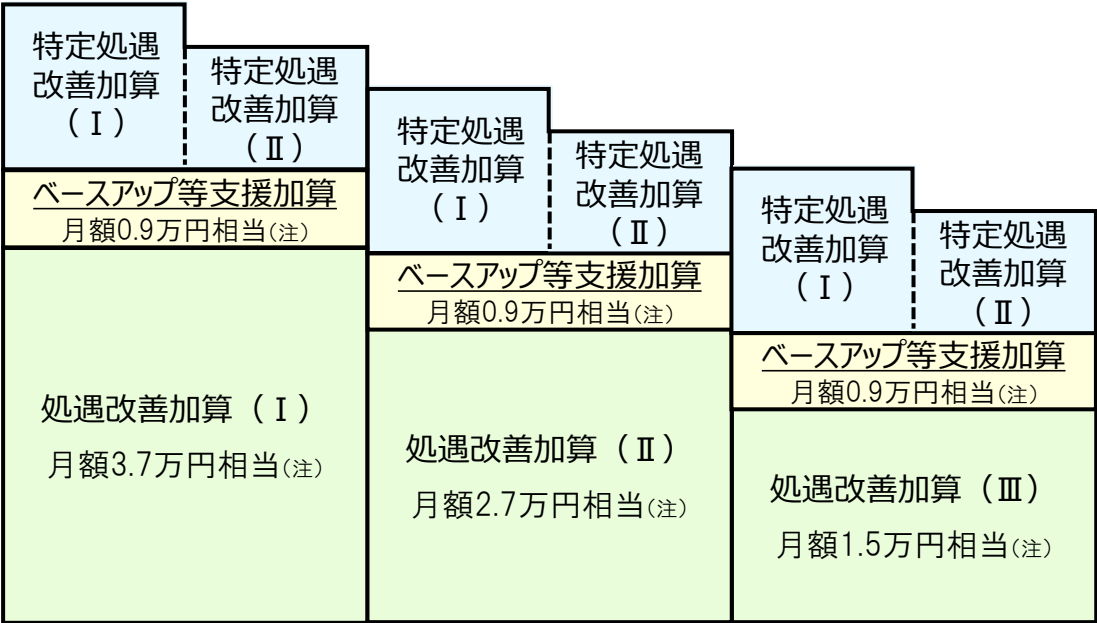 特定処遇
改善加算
（Ⅰ）
特定処遇
改善加算
（Ⅱ）
ベースアップ等支援加算
月額0.9万円相当(注)
処遇改善加算（Ⅰ）
月額3.7万円相当(注)
特定処遇
改善加算
（Ⅰ）
特定処遇
改善加算
（Ⅱ）
ベースアップ等支援加算
月額0.9万円相当(注)
処遇改善加算（Ⅱ）
月額2.7万円相当(注)
特定処遇
改善加算
（Ⅰ）
特定処遇
改善加算
（Ⅱ）
ベースアップ等支援加算
月額0.9万円相当(注)
処遇改善加算（Ⅲ）
月額1.5万円相当(注)